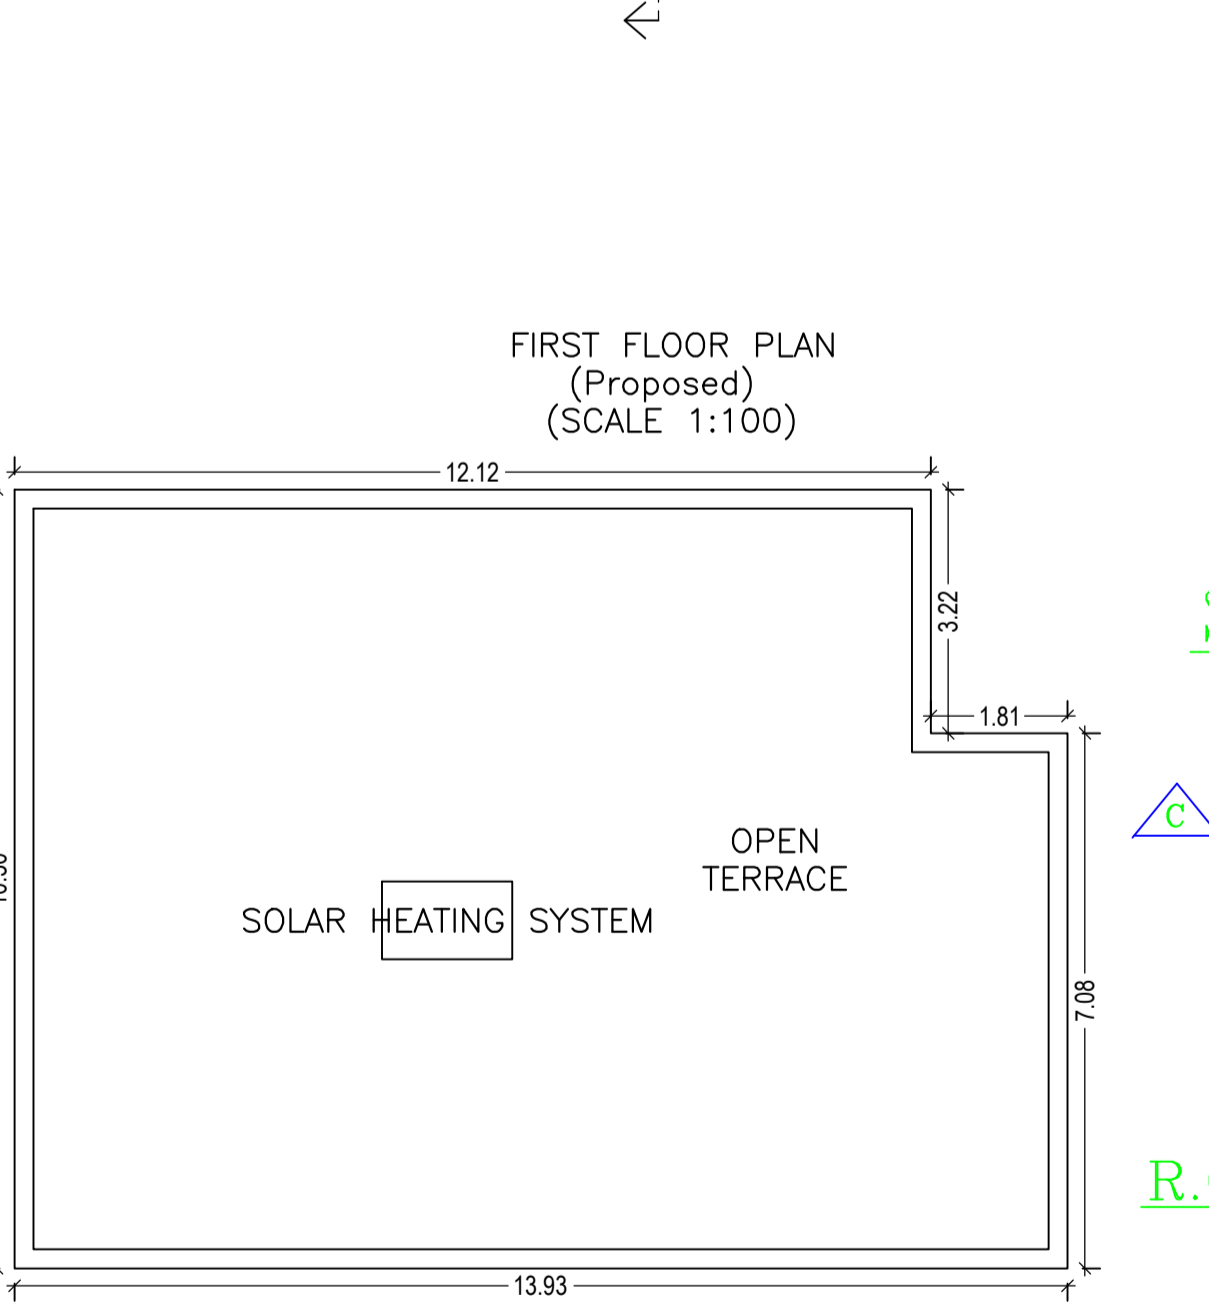 FIRST FLOOR PLAN
(Proposed)
(SCALE 1:100)
12.12
3.22
1.81
C
OPEN
TERRACE
SOLAR HEATING SYSTEM
7.08
R.
13.93